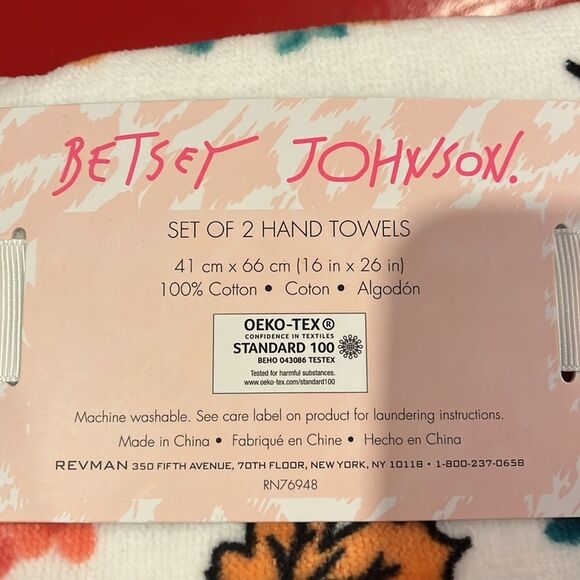 BETSEY JOHNSON.
SET OF 2 HAND TOWELS
41 cm x 66 cm (16 in x 26 in)
100% Cotton • Coton • Algodón
OEKO-TEX®
CONFIDENCE IN TEXTILES
STANDARD 100
BEHO 043086 TESTEX
Tested for harmful substances.
www.oeko-tex.com/standard100
Machine washable. See care label on product for laundering instructions.
Made in China • Fabriqué en Chine • Hecho en China
REVMAN 350 FIFTH AVENUE, 70TH FLOOR, NEW YORK, NY 10118 • 1-800-237-0658
RN76948